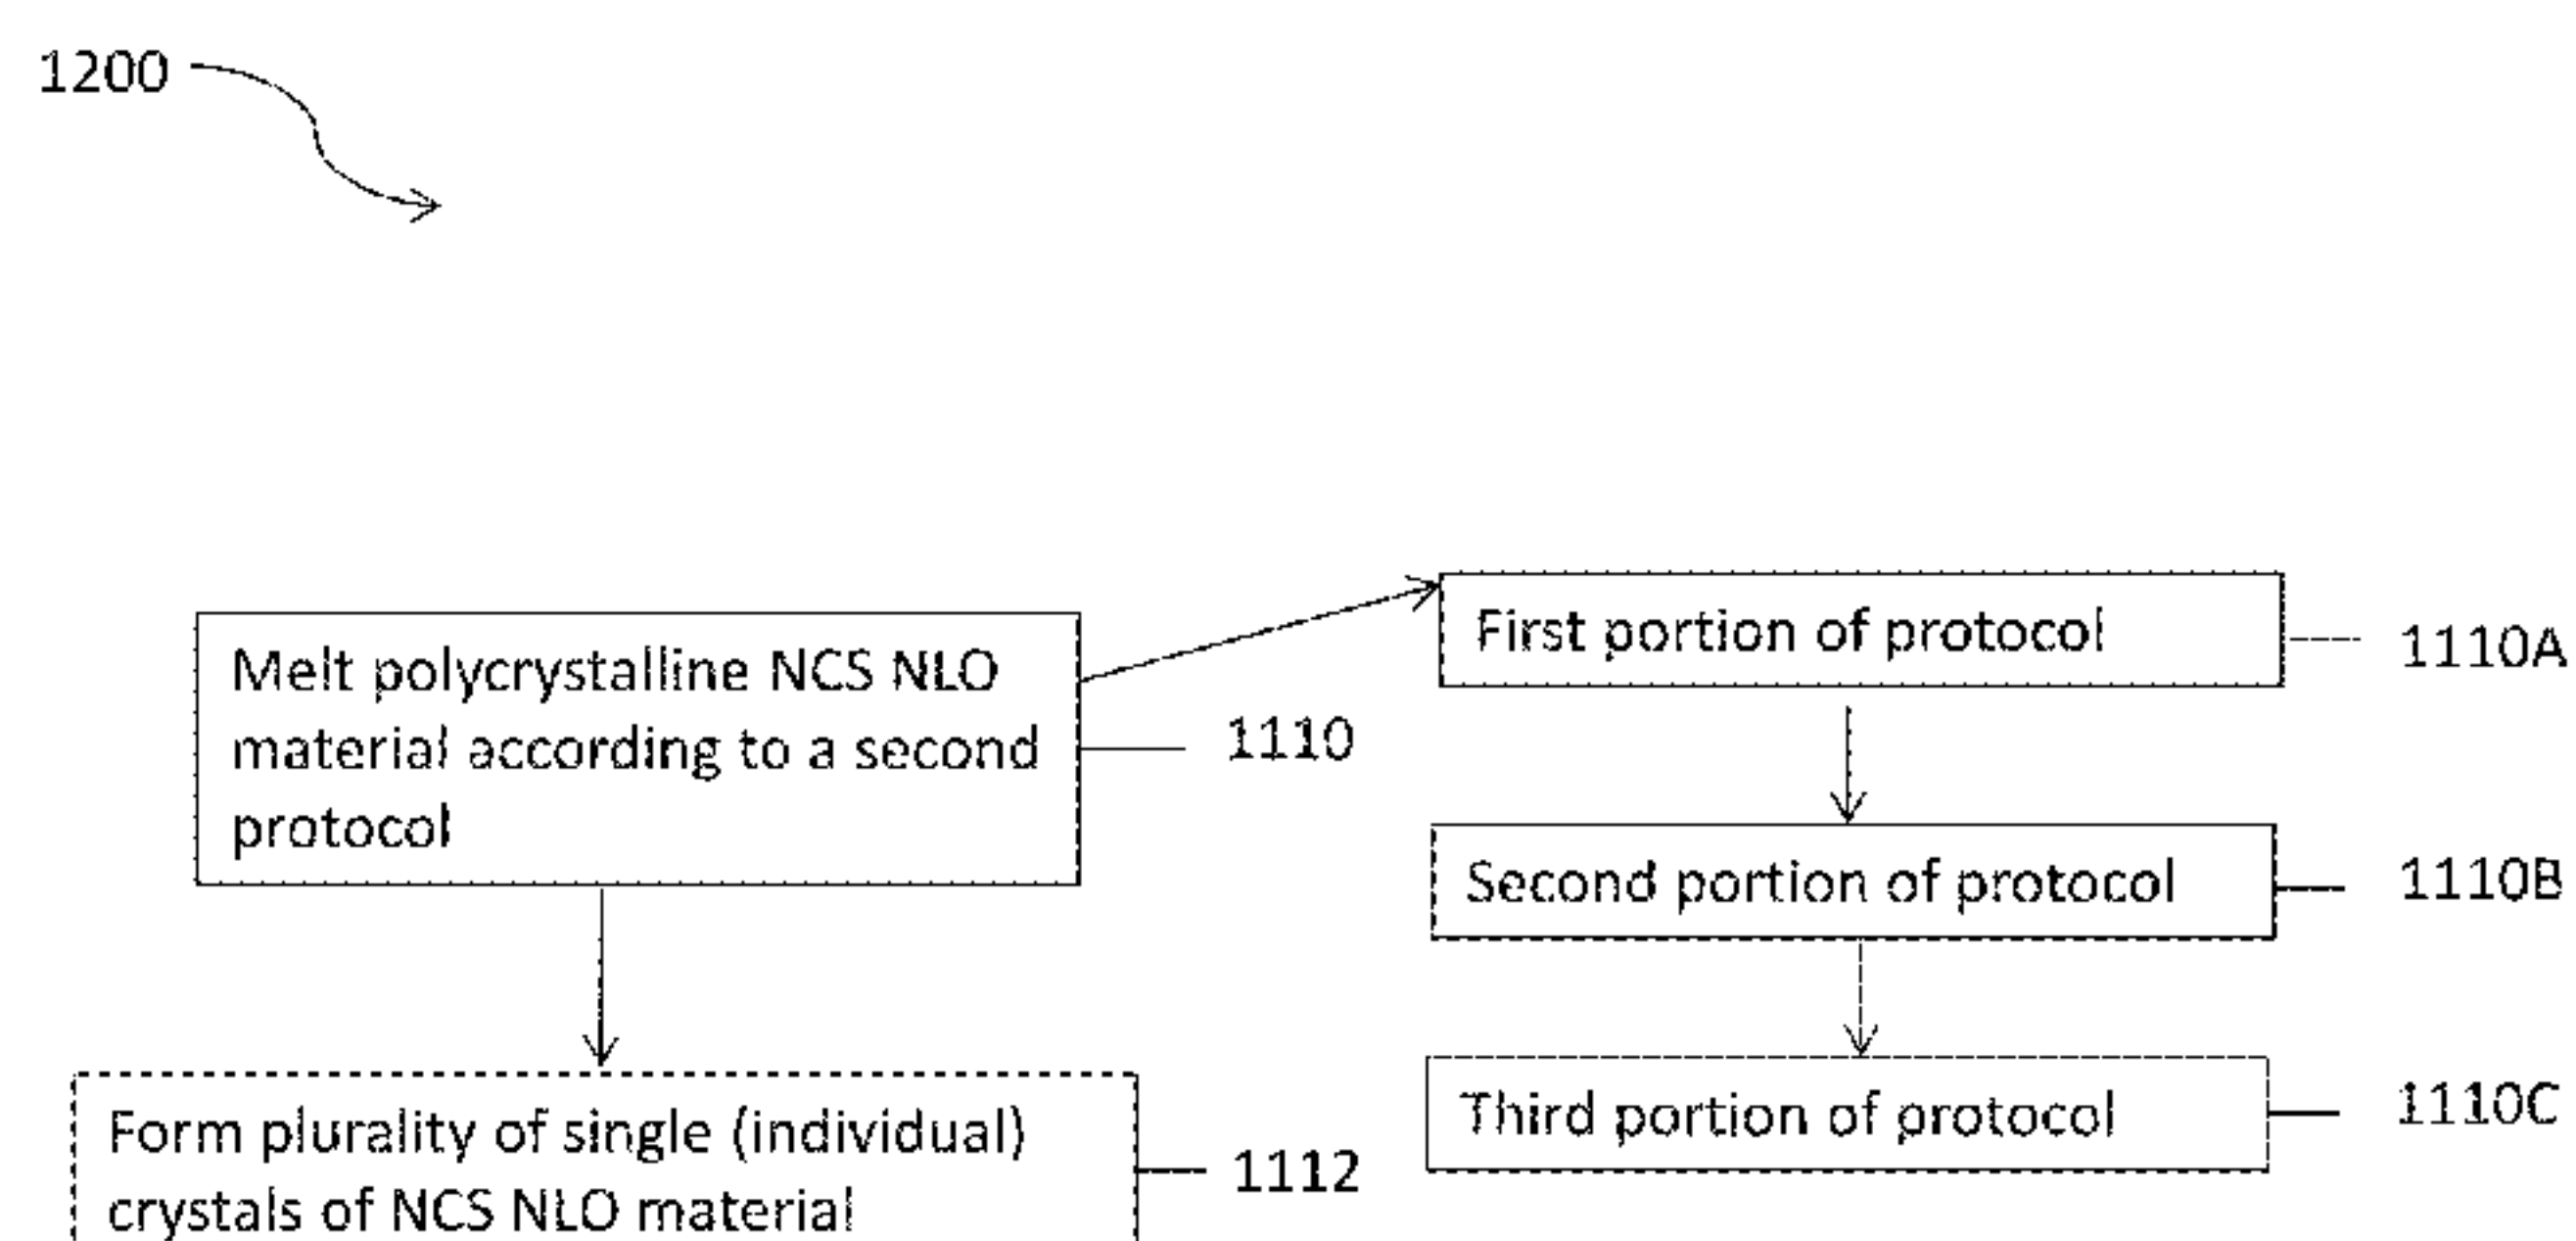 1200
Melt polycrystalline NCS NLO
material according to a second
protocol
1110
Form plurality of single (individual)
crystals of NCS NLO material
1112
First portion of protocol
1110A
Second portion of protocol
1110B
Third portion of protocol
1110C